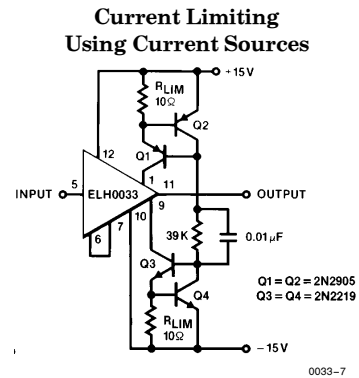 Current Limiting
Using Current Sources
+15V
RLIM
10Ω
Q2
12
Q1
1
5
11
INPUT
ELH0033
OUTPUT
9
10
7
6
39K
0.01μF
Q3
Q1 = Q2 = 2N2905
Q3 = Q4 = 2N2219
Q4
RLIM
10Ω
−15V
0033–7